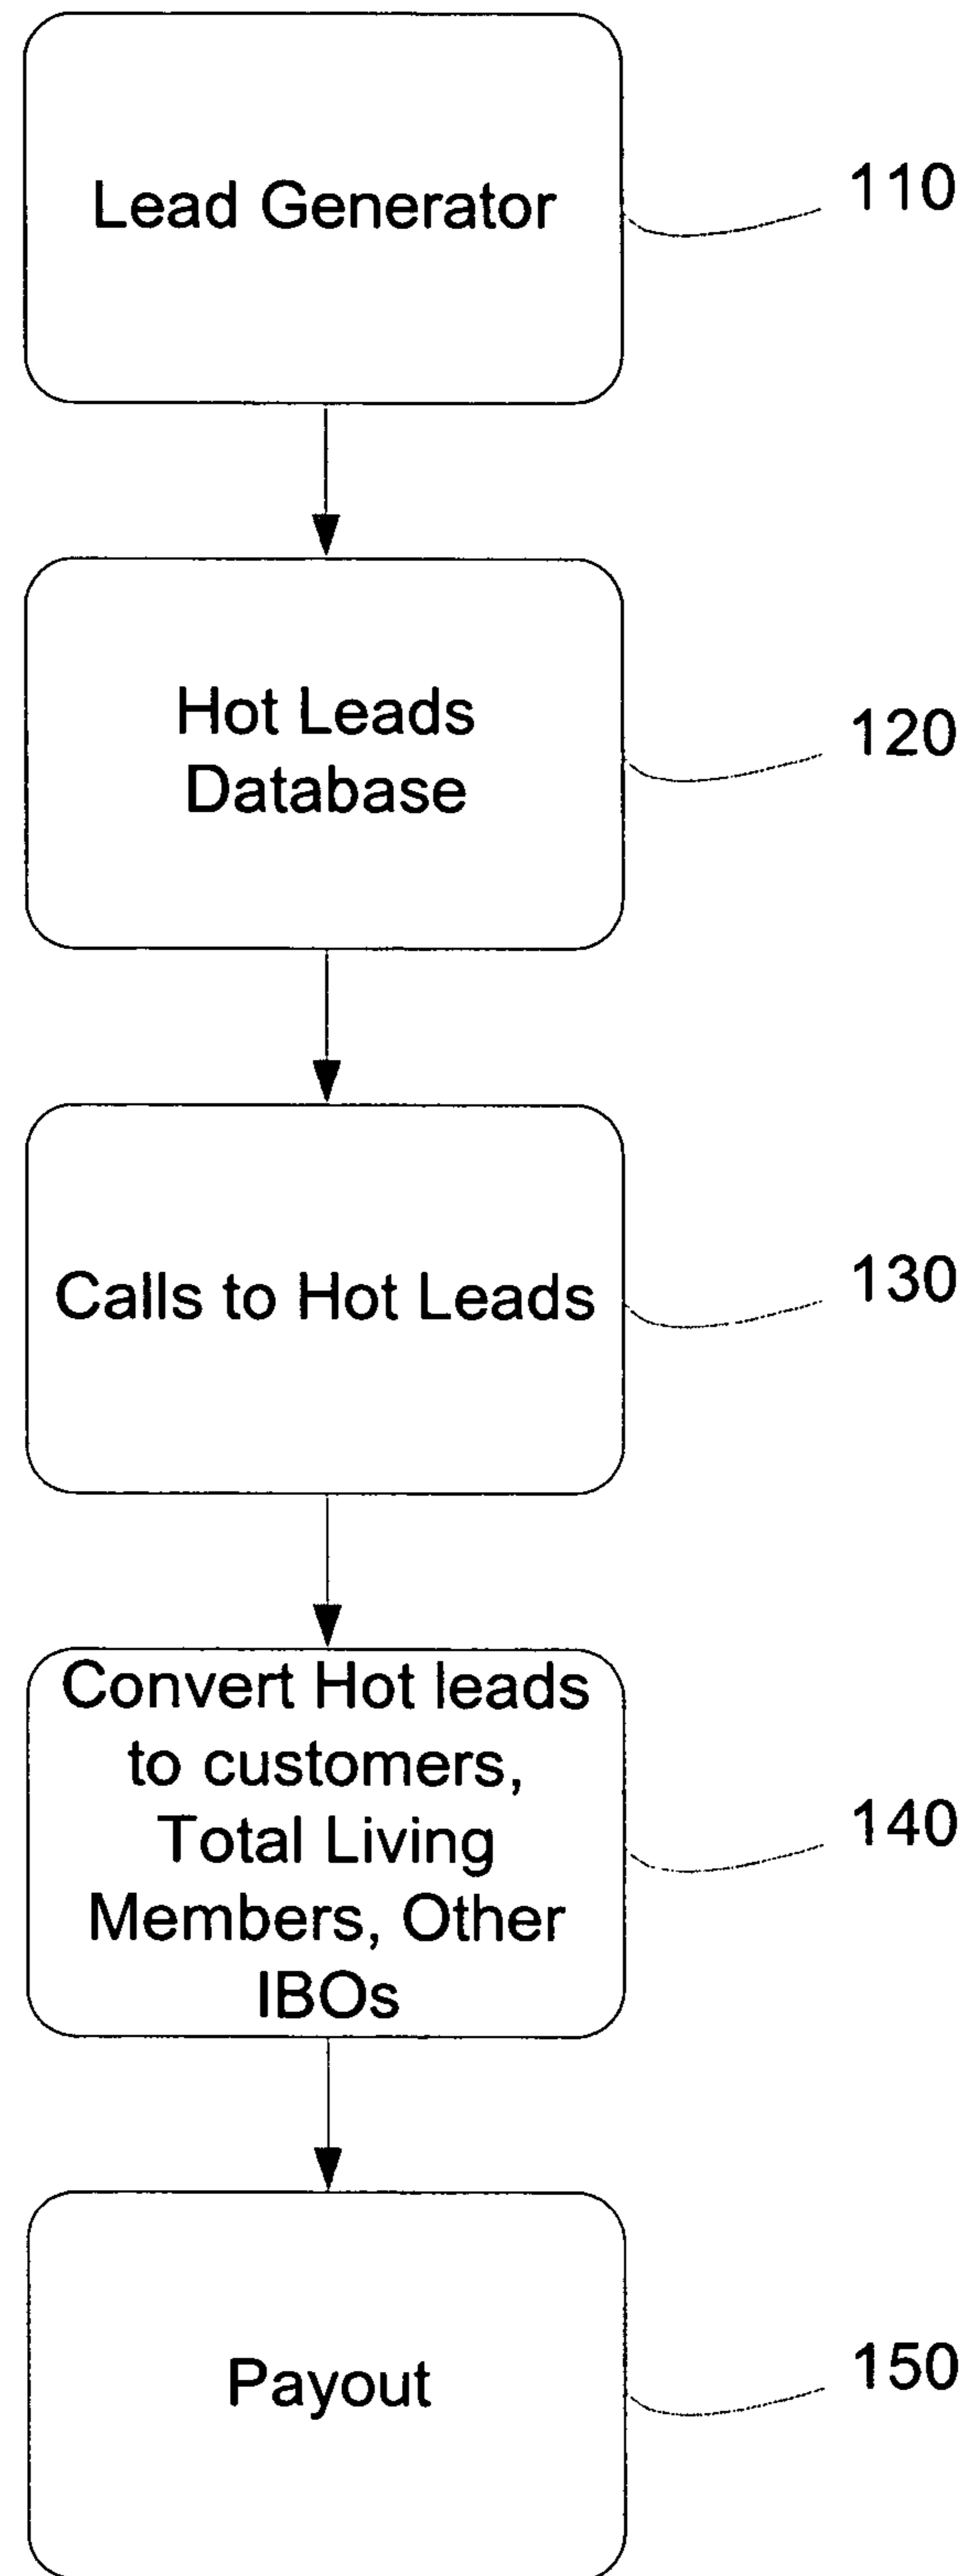 Lead Generator
110
Hot Leads
Database
120
Calls to Hot Leads
130
Convert Hot leads
to customers,
Total Living
Members, Other
IBOs
140
Payout
150